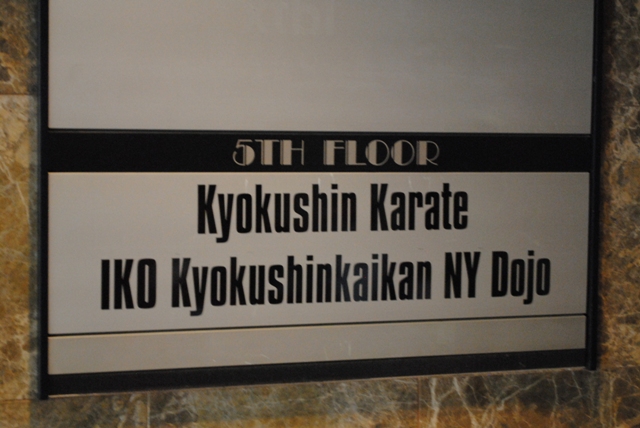 5TH FLOOR
Kyokushin Karate
IKO Kyokushinkaikan NY Dojo